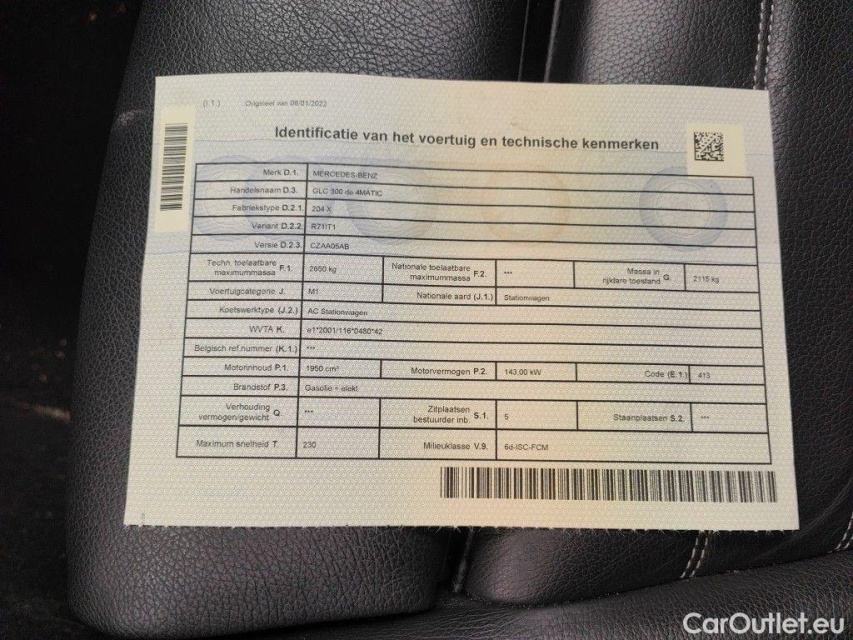 (I.1.) Origineel van 08/01/2022
Identificatie van het voertuig en technische kenmerken
Merk D.1. MERCEDES-BENZ
Handelsnaam D.3. GLC 300 de 4MATIC
Fabriekstype D.2.1. 204 X
Variant D.2.2. R71IT1
Versie D.2.3. CZAA05AB
Techn. toelaatbare
maximummassa F.1. 2650 kg Nationale toelaatbare
maximummassa F.2. *** Massa in
rijklare toestand G. 2115 kg
Voertuigcategorie J. M1 Nationale aard (J.1.) Stationwagen
Koetswerktype (J.2.) AC Stationwagen
WVTA K. e1*2001/116*0480*42
Belgisch ref.nummer (K.1.) ***
Motorinhoud P.1. 1950 cm³ Motorvermogen P.2. 143,00 kW Code (E.1.) 413
Brandstof P.3. Gasolie + elekt.
Verhouding
vermogen/gewicht Q. *** Zitplaatsen
bestuurder inb. S.1. 5 Staanplaatsen S.2. ***
Maximum snelheid T. 230 Milieuklasse V.9. 6d-ISC-FCM
CarOutlet.eu